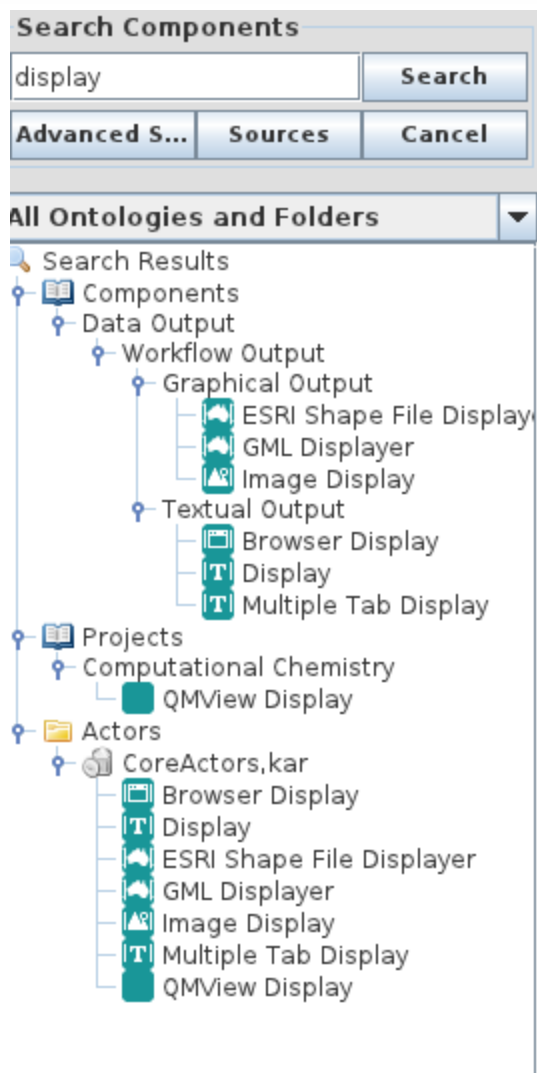 Search Components
display
Search
Advanced S...
Sources
Cancel
All Ontologies and Folders
Search Results
Components
Data Output
Workflow Output
Graphical Output
ESRI Shape File Display
GML Displayer
Image Display
Textual Output
Browser Display
T Display
T Multiple Tab Display
Projects
Computational Chemistry
QMView Display
Actors
CoreActors,kar
Browser Display
T Display
ESRI Shape File Displayer
GML Displayer
Image Display
T Multiple Tab Display
QMView Display